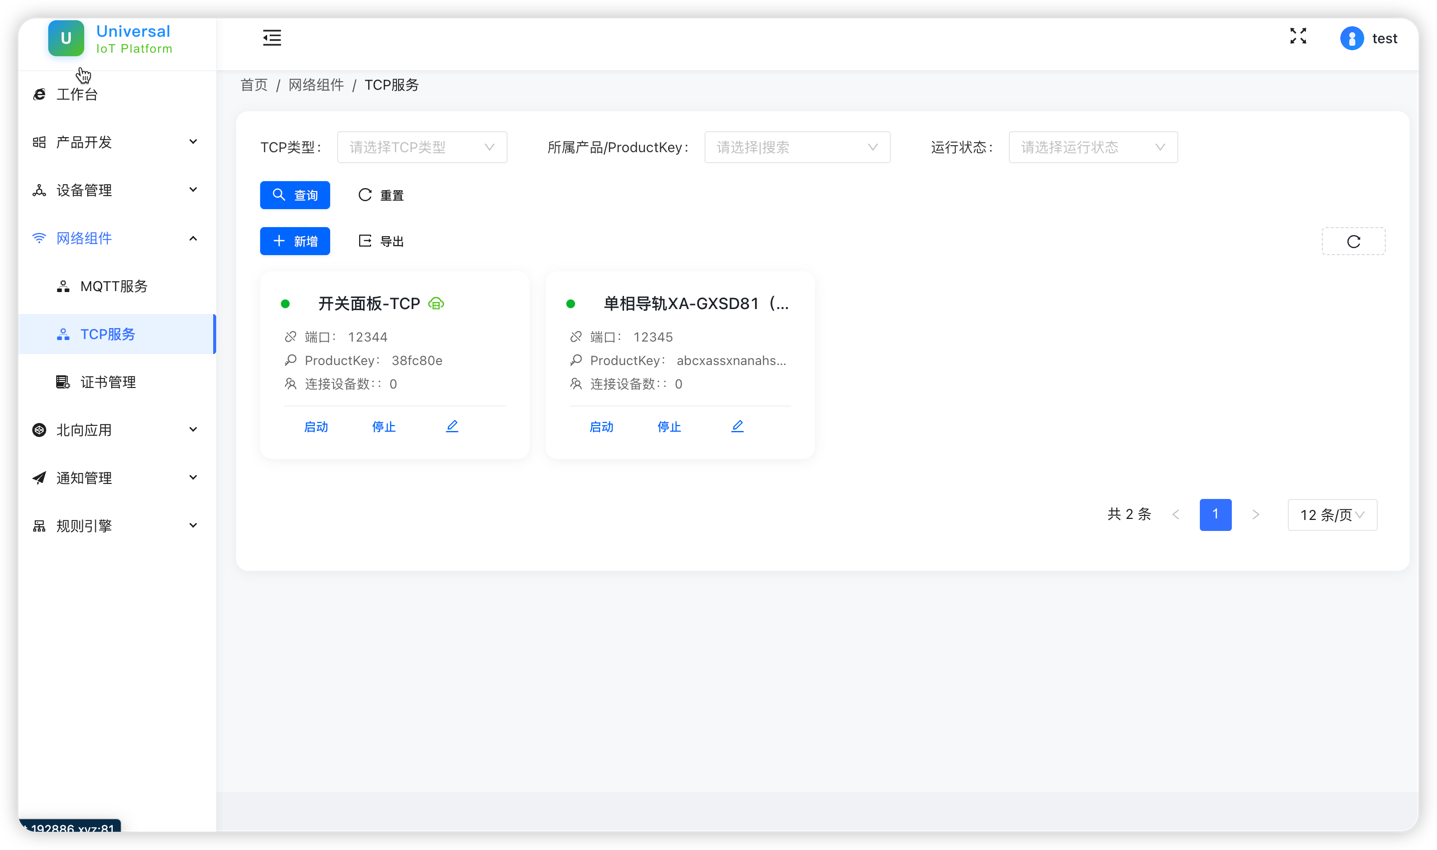 U
Universal
IoT Platform
test
工作台
产品开发
设备管理
网络组件
MQTT服务
TCP服务
证书管理
北向应用
通知管理
规则引擎
首页 / 网络组件 / TCP服务
TCP类型: 请选择TCP类型 所属产品/ProductKey: 请选择|搜索 运行状态: 请选择运行状态
查询 重置
新增 导出
开关面板-TCP
端口: 12344
ProductKey: 38fc80e
连接设备数:: 0
启动 停止
单相导轨XA-GXSD81（...
端口: 12345
ProductKey: abcxassxnanahs...
连接设备数:: 0
启动 停止
共 2 条 < 1 > 12 条/页
192886.xyz:81